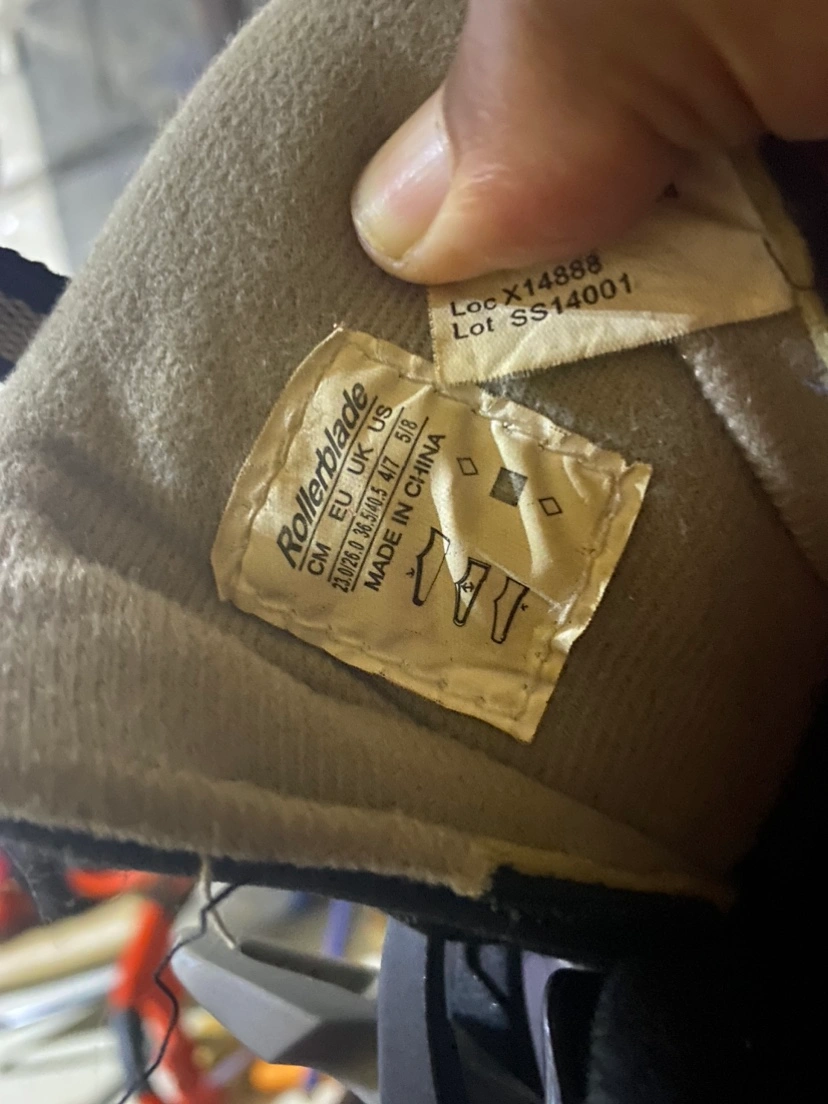 Loc X14888
Lot SS14001
Rollerblade
CM EU UK US
23.0/26.0 36.5/40.5 4/7 5/8
MADE IN CHINA